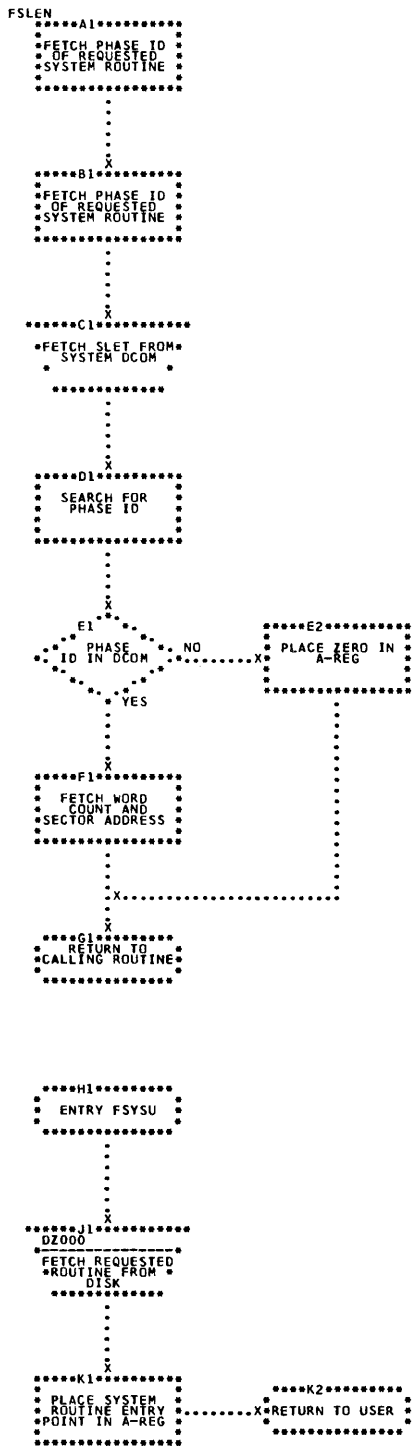 FSLEN
A1
FETCH PHASE ID
OF REQUESTED
SYSTEM ROUTINE
B1
FETCH PHASE ID
OF REQUESTED
SYSTEM ROUTINE
C1
FETCH SLET FROM
SYSTEM DCOM
D1
SEARCH FOR
PHASE ID
E1
PHASE
ID IN DCOM
NO
E2
PLACE ZERO IN
A-REG
YES
F1
FETCH WORD
COUNT AND
SECTOR ADDRESS
G1
RETURN TO
CALLING ROUTINE
H1
ENTRY FSYSU
J1
DZ000
FETCH REQUESTED
ROUTINE FROM
DISK
K1
PLACE SYSTEM
ROUTINE ENTRY
POINT IN A-REG
K2
RETURN TO USER